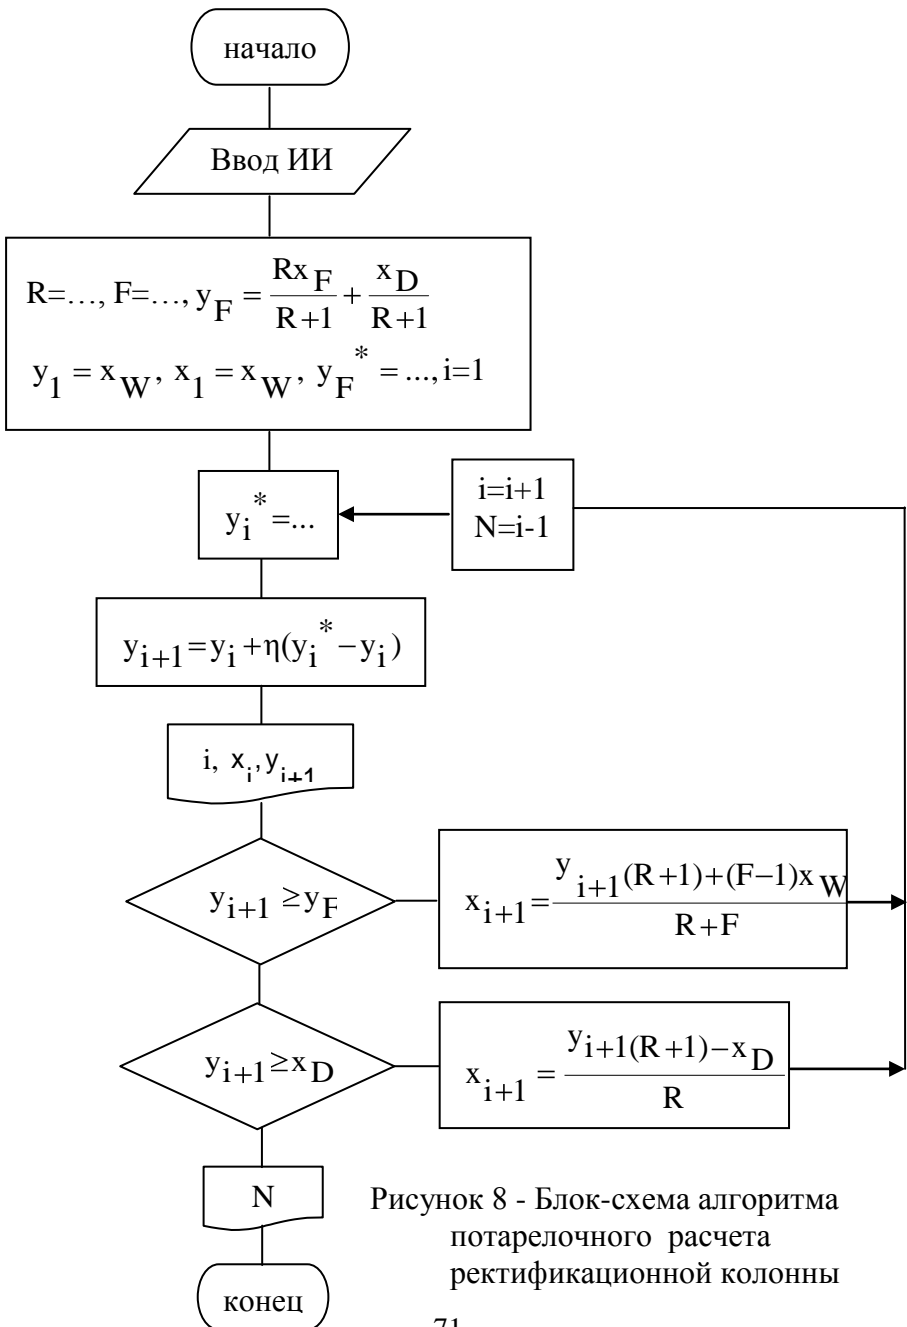 начало
Ввод ИИ
R=…, F=…, y_F = Rx_F/(R+1) + x_D/(R+1)
y_1 = x_W, x_1 = x_W, y_F* = ..., i=1
y_i* =...
i=i+1
N=i-1
y_{i+1}=y_i+η(y_i*−y_i)
i, x_i, y_{i+1}
y_{i+1} ≥y_F
x_{i+1}=(y_{i+1}(R+1)+(F−1)x_W)/(R+F)
y_{i+1}≥x_D
x_{i+1} = (y_{i+1}(R+1)−x_D)/R
N
Рисунок 8 - Блок-схема алгоритма
потарелочного расчета
ректификационной колонны
конец
71